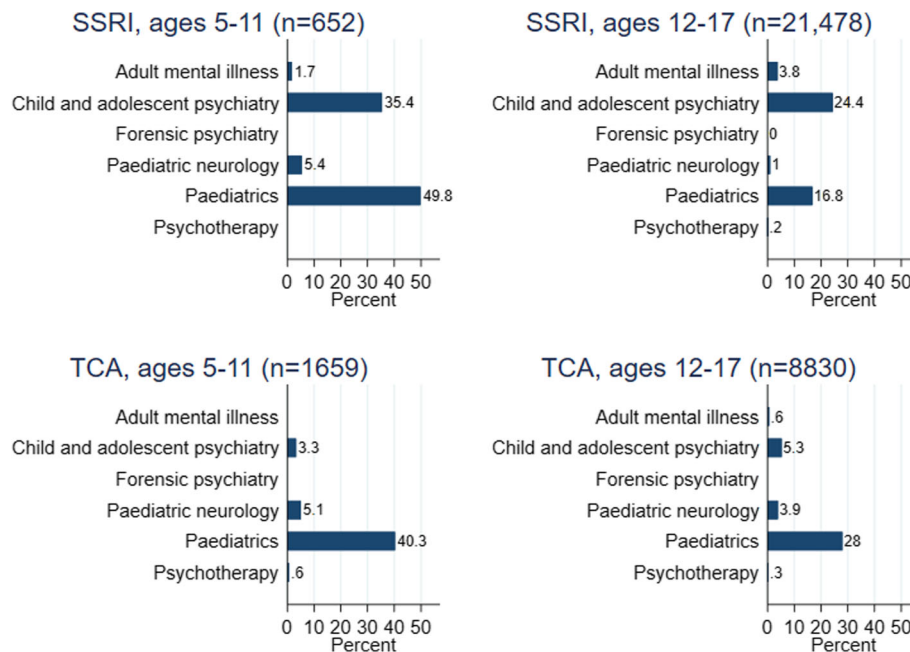 SSRI, ages 5-11 (n=652)
Adult mental illness 1.7
Child and adolescent psychiatry 35.4
Forensic psychiatry
Paediatric neurology 5.4
Paediatrics 49.8
Psychotherapy
0 10 20 30 40 50
Percent
SSRI, ages 12-17 (n=21,478)
Adult mental illness 3.8
Child and adolescent psychiatry 24.4
Forensic psychiatry 0
Paediatric neurology 1
Paediatrics 16.8
Psychotherapy .2
0 10 20 30 40 50
Percent
TCA, ages 5-11 (n=1659)
Adult mental illness
Child and adolescent psychiatry 3.3
Forensic psychiatry
Paediatric neurology 5.1
Paediatrics 40.3
Psychotherapy .6
0 10 20 30 40 50
Percent
TCA, ages 12-17 (n=8830)
Adult mental illness .6
Child and adolescent psychiatry 5.3
Forensic psychiatry
Paediatric neurology 3.9
Paediatrics 28
Psychotherapy .3
0 10 20 30 40 50
Percent